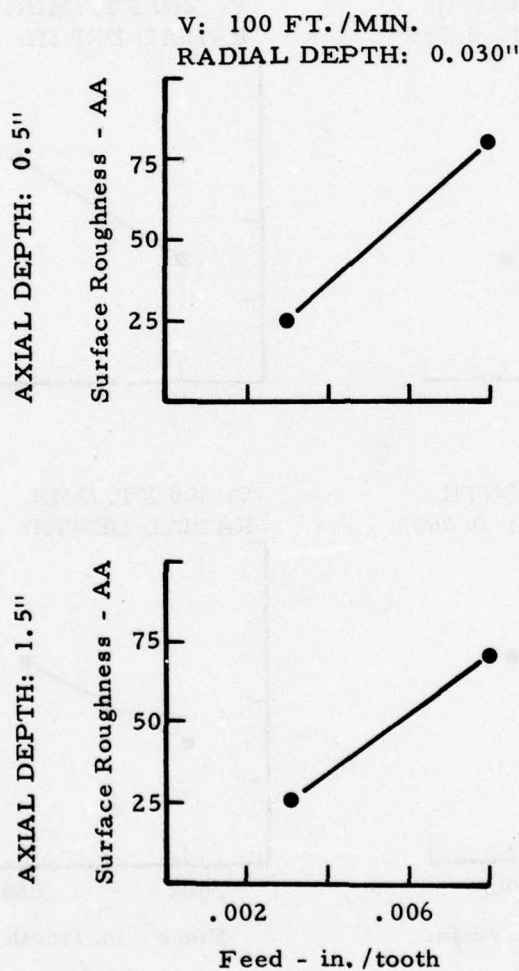 V: 100 FT./MIN.
RADIAL DEPTH: 0.030"
AXIAL DEPTH: 0.5"
Surface Roughness - AA
75
50
25
AXIAL DEPTH: 1.5"
Surface Roughness - AA
75
50
25
.002 .006
Feed - in./tooth